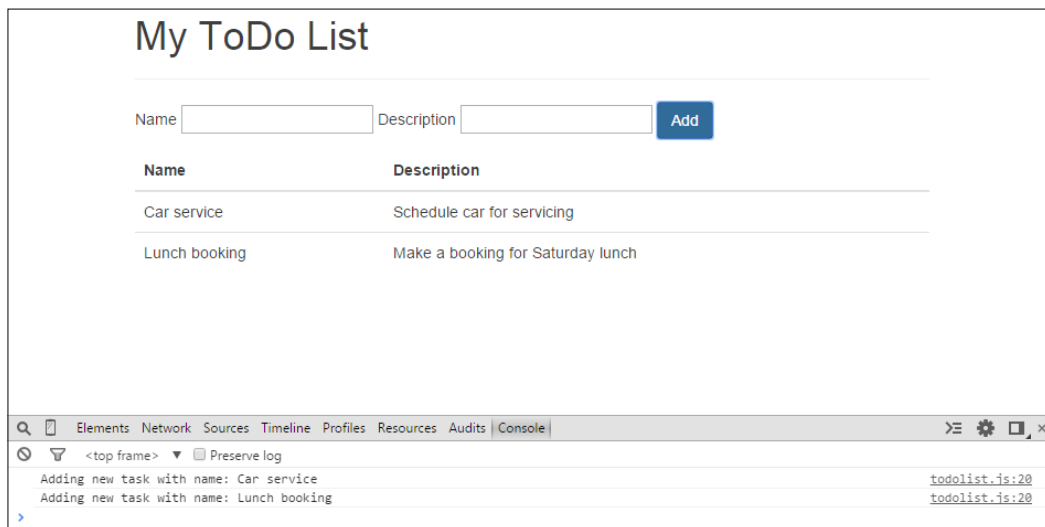 My ToDo List
Name Description Add
Name Description
Car service Schedule car for servicing
Lunch booking Make a booking for Saturday lunch
Elements Network Sources Timeline Profiles Resources Audits Console
<top frame> ▼ Preserve log
Adding new task with name: Car service todolist.js:20
Adding new task with name: Lunch booking todolist.js:20